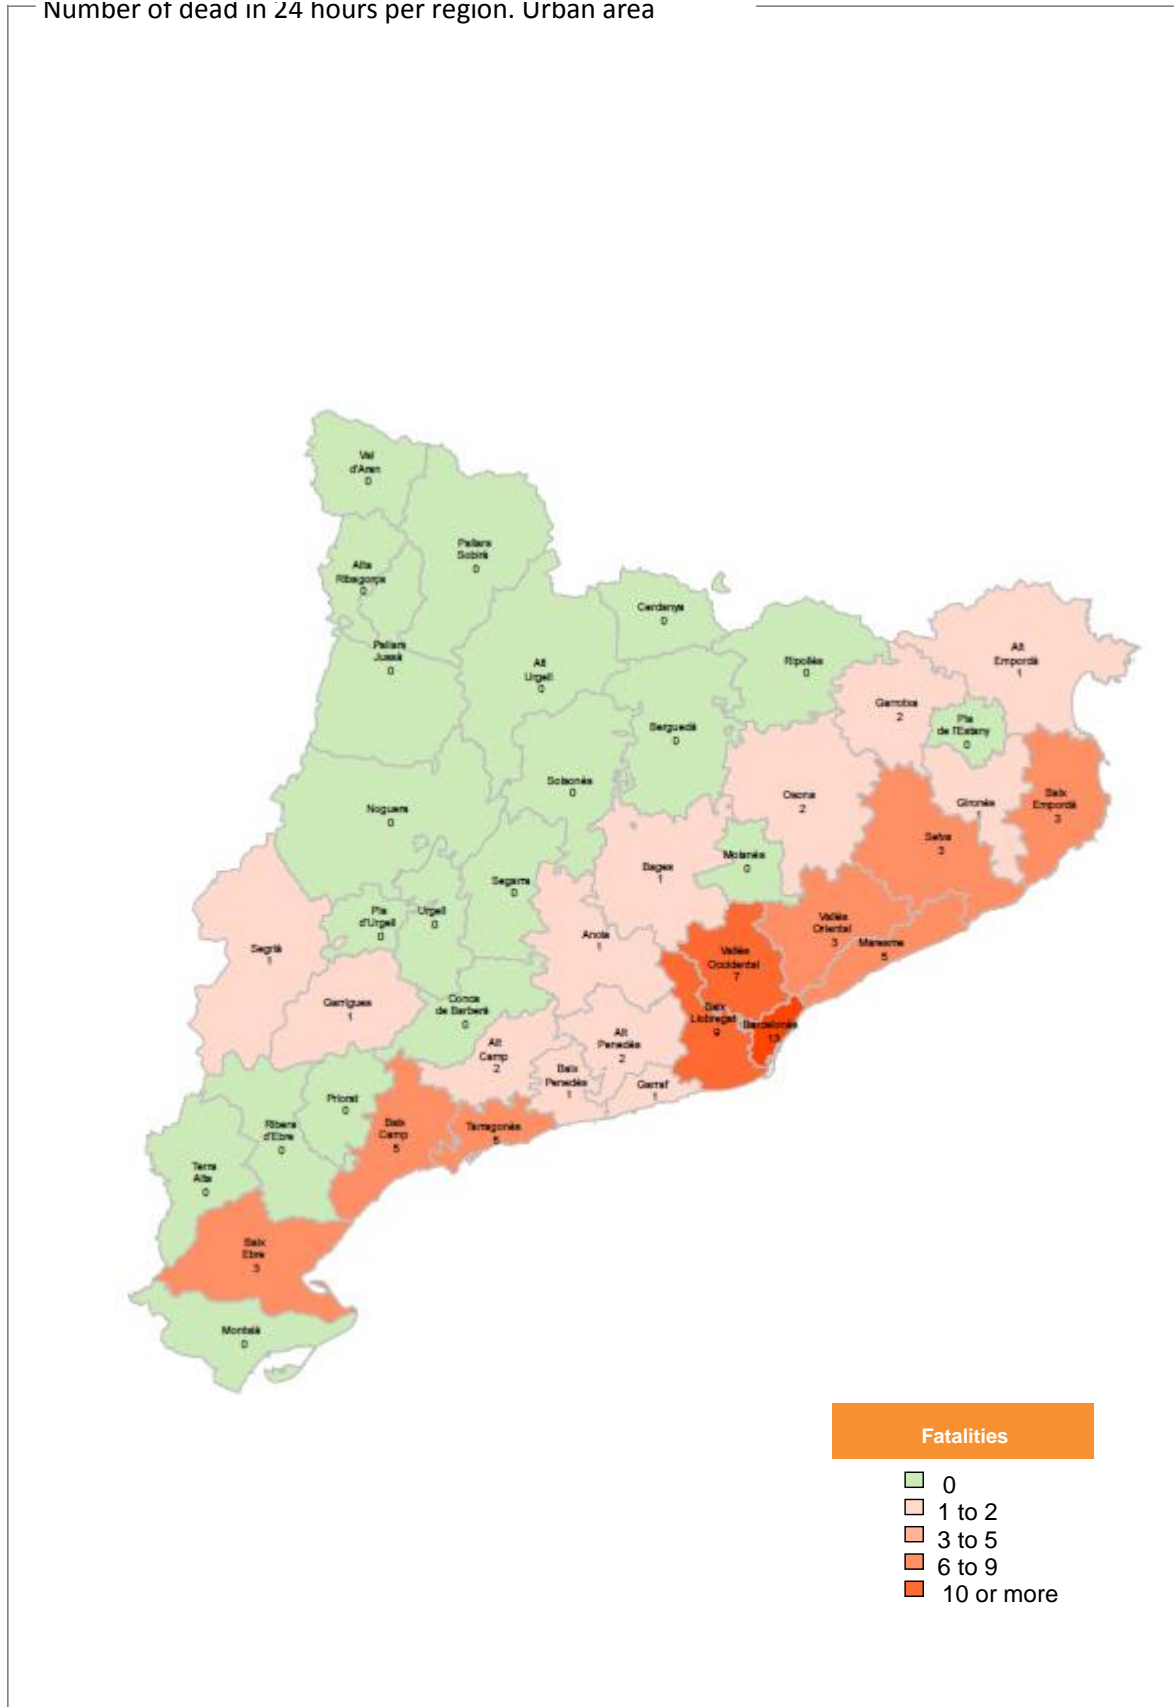 Number of dead in 24 hours per region. Urban area
Val
d'Aran
0
Pallars
Sobirà
0
Alta
Ribagorça
0
Cerdanya
0
Pallars
Jussà
0
Alt
Urgell
0
Ripollès
0
Alt
Empordà
1
Garrotxa
2
Pla
de l'Estany
0
Berguedà
0
Solsonès
0
Osona
2
Gironès
1
Baix
Empordà
3
Noguera
0
Selva
3
Moianès
0
Bages
1
Segarra
0
Pla
d'Urgell
0
Urgell
0
Anoia
1
Vallès
Oriental
3
Maresme
5
Segrià
1
Vallès
Occidental
7
Garrigues
1
Conca
de Barberà
0
Baix
Llobregat
9
Barcelonès
13
Alt
Penedès
2
Alt
Camp
2
Baix
Penedès
1
Garraf
1
Priorat
0
Ribera
d'Ebre
0
Baix
Camp
5
Tarragonès
5
Terra
Alta
0
Baix
Ebre
3
Montsià
0
Fatalities
0
1 to 2
3 to 5
6 to 9
10 or more